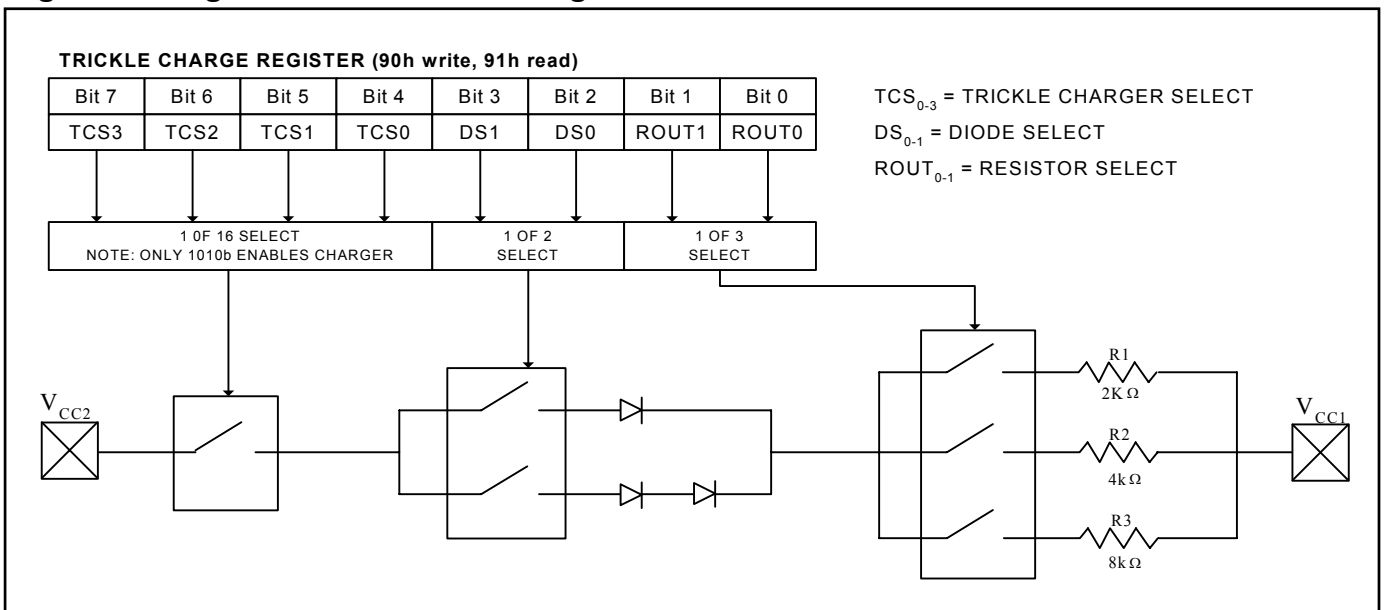 TRICKLE CHARGE REGISTER (90h write, 91h read)
Bit 7 Bit 6 Bit 5 Bit 4 Bit 3 Bit 2 Bit 1 Bit 0
TCS3 TCS2 TCS1 TCS0 DS1 DS0 ROUT1 ROUT0
TCS0-3 = TRICKLE CHARGER SELECT
DS0-1 = DIODE SELECT
ROUT0-1 = RESISTOR SELECT
1 0F 16 SELECT
NOTE: ONLY 1010b ENABLES CHARGER
1 OF 2
SELECT
1 OF 3
SELECT
VCC2
R1
2K Ω
R2
4k Ω
R3
8k Ω
VCC1